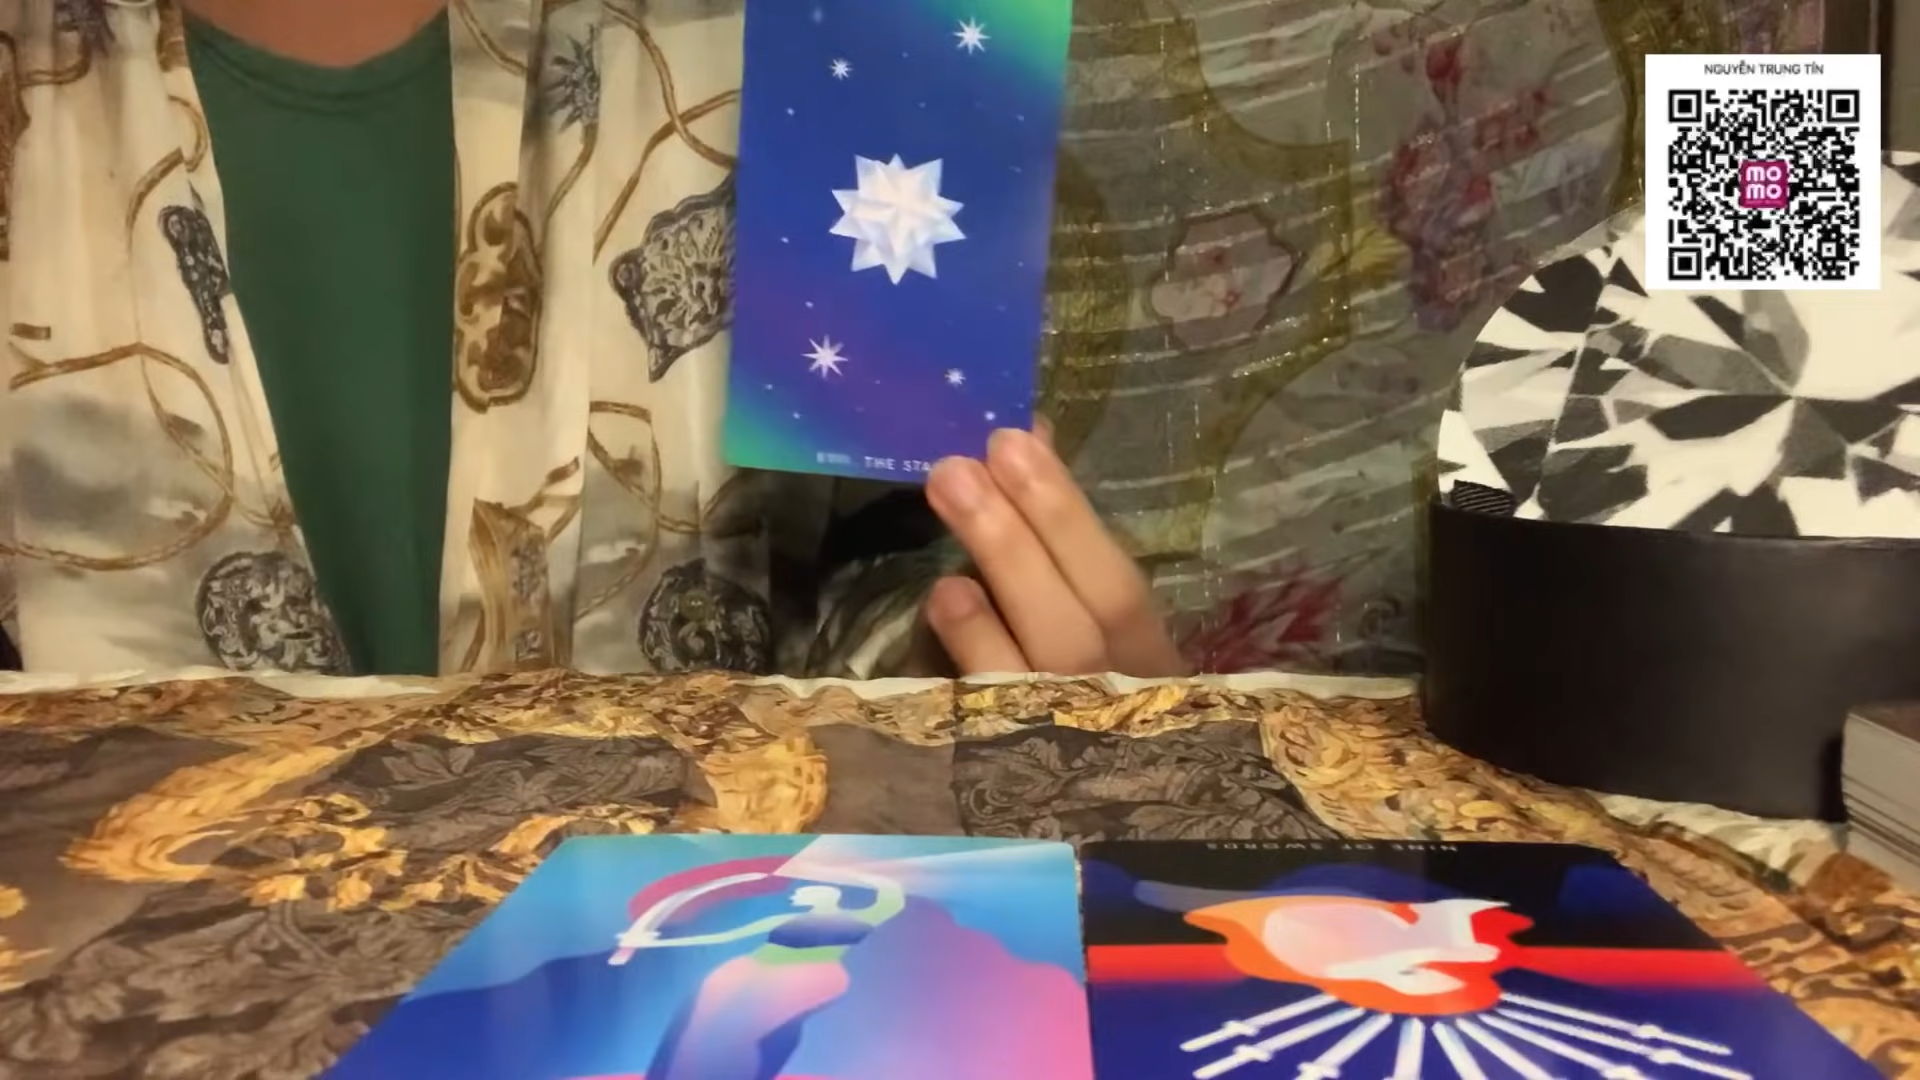 NGUYỄN TRUNG TÍN
mo
mo
THE STA
NINE OF SWORDS